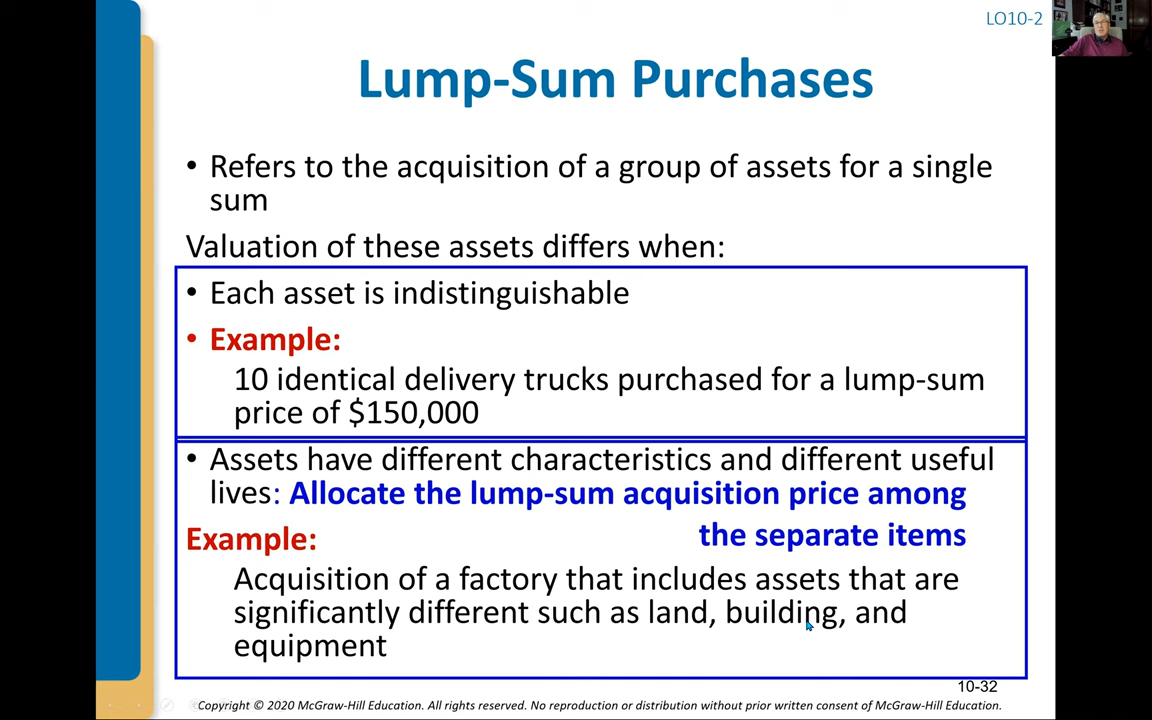 LO10-2
Lump-Sum Purchases
• Refers to the acquisition of a group of assets for a single
sum
Valuation of these assets differs when:
• Each asset is indistinguishable
• Example:
10 identical delivery trucks purchased for a lump-sum
price of $150,000
• Assets have different characteristics and different useful
lives: Allocate the lump-sum acquisition price among
the separate items
Example:
Acquisition of a factory that includes assets that are
significantly different such as land, building, and
equipment
10-32
Copyright © 2020 McGraw-Hill Education. All rights reserved. No reproduction or distribution without prior written consent of McGraw-Hill Education.